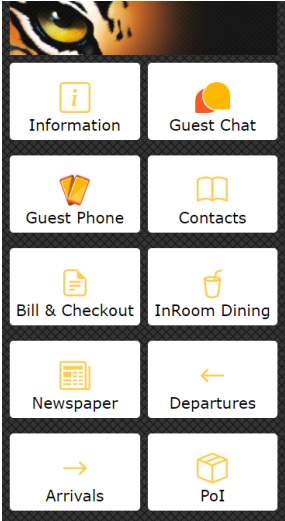 Information
Guest Chat
Guest Phone
Contacts
Bill & Checkout
InRoom Dining
Newspaper
Departures
Arrivals
PoI